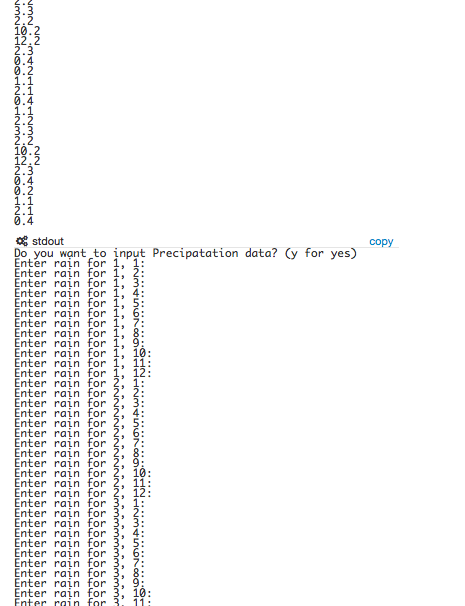 2.2
3.3
2.2
10.2
12.2
2.3
0.4
0.2
1.1
2.1
0.4
1.1
2.2
3.3
2.2
10.2
12.2
2.3
0.4
0.2
1.1
2.1
0.4
stdout
copy
Do you want to input Precipatation data? (y for yes)
Enter rain for 1, 1:
Enter rain for 1, 2:
Enter rain for 1, 3:
Enter rain for 1, 4:
Enter rain for 1, 5:
Enter rain for 1, 6:
Enter rain for 1, 7:
Enter rain for 1, 8:
Enter rain for 1, 9:
Enter rain for 1, 10:
Enter rain for 1, 11:
Enter rain for 1, 12:
Enter rain for 2, 1:
Enter rain for 2, 2:
Enter rain for 2, 3:
Enter rain for 2, 4:
Enter rain for 2, 5:
Enter rain for 2, 6:
Enter rain for 2, 7:
Enter rain for 2, 8:
Enter rain for 2, 9:
Enter rain for 2, 10:
Enter rain for 2, 11:
Enter rain for 2, 12:
Enter rain for 3, 1:
Enter rain for 3, 2:
Enter rain for 3, 3:
Enter rain for 3, 4:
Enter rain for 3, 5:
Enter rain for 3, 6:
Enter rain for 3, 7:
Enter rain for 3, 8:
Enter rain for 3, 9:
Enter rain for 3, 10:
Enter rain for 3, 11: